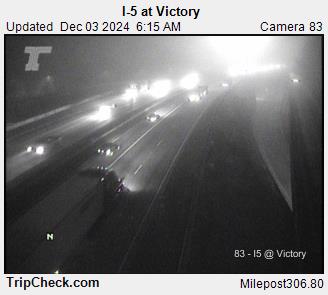 I-5 at Victory
Updated Dec 03 2024 6:15 AM Camera 83
T
N
83 - I5 @ Victory
TripCheck.com Milepost306.80